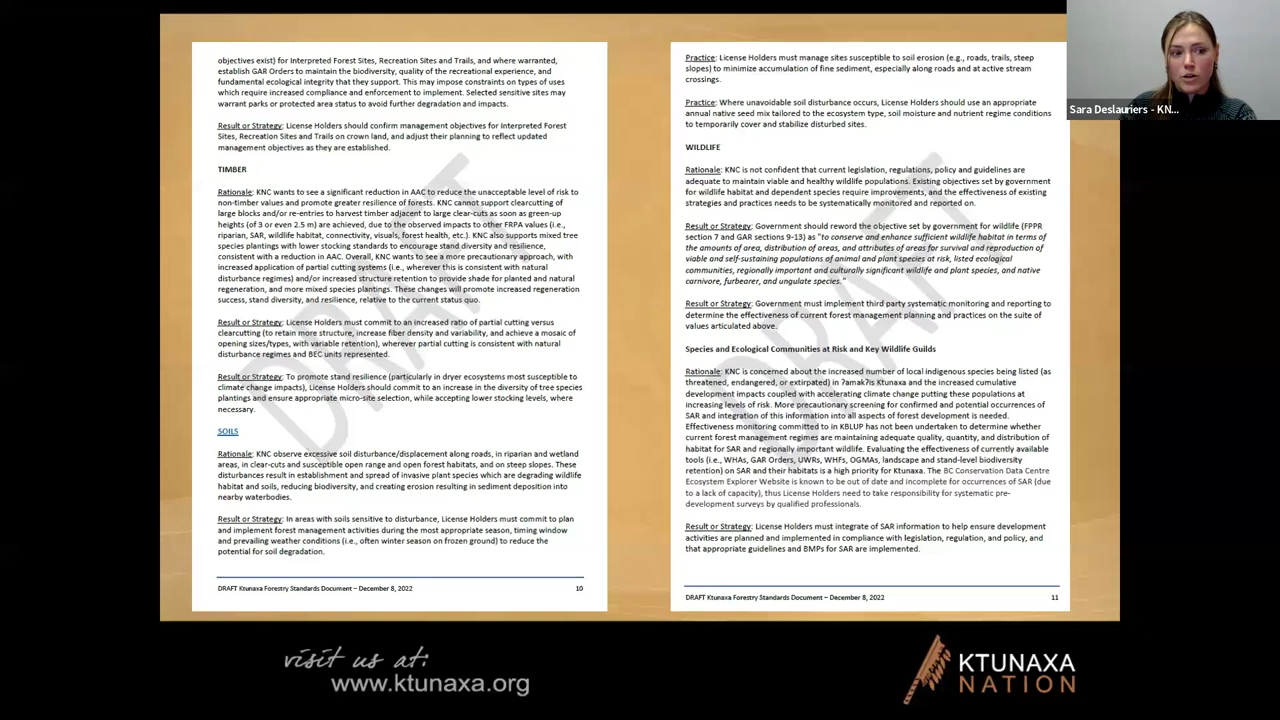 objectives exist) for Interpreted Forest Sites, Recreation Sites and Trails, and where warranted,
establish GAR Orders to maintain the biodiversity, quality of the recreational experience, and
fundamental ecological integrity that they support. This may impose constraints on types of uses
which require increased compliance and enforcement to implement. Selected sensitive sites may
warrant parks or protected area status to avoid further degradation and impacts.
Result or Strategy: License Holders should confirm management objectives for Interpreted Forest
Sites, Recreation Sites and Trails on crown land, and adjust their planning to reflect updated
management objectives as they are established.
TIMBER
Rationale: KNC wants to see a significant reduction in AAC to reduce the unacceptable level of risk to
non-timber values and promote greater resilience of forests. KNC cannot support clearcutting of
large blocks and/or re-entries to harvest timber adjacent to large clear-cuts as soon as green-up
heights (of 3 or even 2.5 m) are achieved, due to the observed impacts to other FRPA values (i.e.,
riparian, SAR, wildlife habitat, connectivity, visuals, forest health, etc.). KNC also supports mixed tree
species plantings with lower stocking standards to encourage stand diversity and resilience,
consistent with a reduction in AAC. Overall, KNC wants to see a more precautionary approach, with
increased application of partial cutting systems (i.e., wherever this is consistent with natural
disturbance regimes) and/or increased structure retention to provide shade for planted and natural
regeneration, and more mixed species plantings. These changes will promote increased regeneration
success, stand diversity, and resilience, relative to the current status quo.
Result or Strategy: License Holders must commit to an increased ratio of partial cutting versus
clearcutting (to retain more structure, increase fiber density and variability, and achieve a mosaic of
opening sizes/types, with variable retention), wherever partial cutting is consistent with natural
disturbance regimes and BEC units represented.
Result or Strategy: To promote stand resilience (particularly in dryer ecosystems most susceptible to
climate change impacts), License Holders should commit to an increase in the diversity of tree species
plantings and ensure appropriate micro-site selection, while accepting lower stocking levels, where
necessary.
SOILS
Rationale: KNC observe excessive soil disturbance/displacement along roads, in riparian and wetland
areas, in clear-cuts and susceptible open range and open forest habitats, and on steep slopes. These
disturbances result in establishment and spread of invasive plant species which are degrading wildlife
habitat and soils, reducing biodiversity, and creating erosion resulting in sediment deposition into
nearby waterbodies.
Result or Strategy: In areas with soils sensitive to disturbance, License Holders must commit to plan
and implement forest management activities during the most appropriate season, timing window
and prevailing weather conditions (i.e., often winter season on frozen ground) to reduce the
potential for soil degradation.
DRAFT Ktunaxa Forestry Standards Document – December 8, 2022 10
DRAFT
Practice: License Holders must manage sites susceptible to soil erosion (e.g., roads, trails, steep
slopes) to minimize accumulation of fine sediment, especially along roads and at active stream
crossings.
Practice: Where unavoidable soil disturbance occurs, License Holders should use an appropriate
annual native seed mix tailored to the ecosystem type, soil moisture and nutrient regime conditions
to temporarily cover and stabilize disturbed sites.
WILDLIFE
Rationale: KNC is not confident that current legislation, regulations, policy and guidelines are
adequate to maintain viable and healthy wildlife populations. Existing objectives set by government
for wildlife habitat and dependent species require improvements, and the effectiveness of existing
strategies and practices needs to be systematically monitored and reported on.
Result or Strategy: Government should reword the objective set by government for wildlife (FPPR
section 7 and GAR sections 9-13) as "to conserve and enhance sufficient wildlife habitat in terms of
the amount of area, distribution of areas, and attributes of areas for survival and reproduction of
viable and self-sustaining populations of animal and plant species at risk, listed ecological
communities, regionally important and culturally significant wildlife and plant species, and native
carnivore, furbearer, and ungulate species."
Result or Strategy: Government must implement third party systematic monitoring and reporting to
determine the effectiveness of current forest management planning and practices on the suite of
values articulated above.
Species and Ecological Communities at Risk and Key Wildlife Guilds
Rationale: KNC is concerned about the increased number of local indigenous species being listed (as
threatened, endangered, or extirpated) in ʔamakʔis Ktunaxa and the increased cumulative
development impacts coupled with accelerating climate change putting these populations at
increasing levels of risk. More precautionary screening for confirmed and potential occurrences of
SAR and integration of this information into all aspects of forest development is needed.
Effectiveness monitoring committed to in KBLUP has not been undertaken to determine whether
current forest management regimes are maintaining adequate quality, quantity, and distribution of
habitat for SAR and regionally important wildlife. Evaluating the effectiveness of currently available
tools (i.e., WHAs, GAR Orders, UWRs, WHFs, OGMAs, landscape and stand-level biodiversity
retention) on SAR and their habitats is a high priority for Ktunaxa. The BC Conservation Data Centre
Ecosystem Explorer Website is known to be out of date and incomplete for occurrences of SAR (due
to a lack of capacity), thus License Holders need to take responsibility for systematic pre-
development surveys by qualified professionals.
Result or Strategy: License Holders must integrate of SAR information to help ensure development
activities are planned and implemented in compliance with legislation, regulation, and policy, and
that appropriate guidelines and BMPs for SAR are implemented.
DRAFT Ktunaxa Forestry Standards Document – December 8, 2022 11
DRAFT
Sara Deslauriers - KN...
visit us at:
www.ktunaxa.org
KTUNAXA
NATION